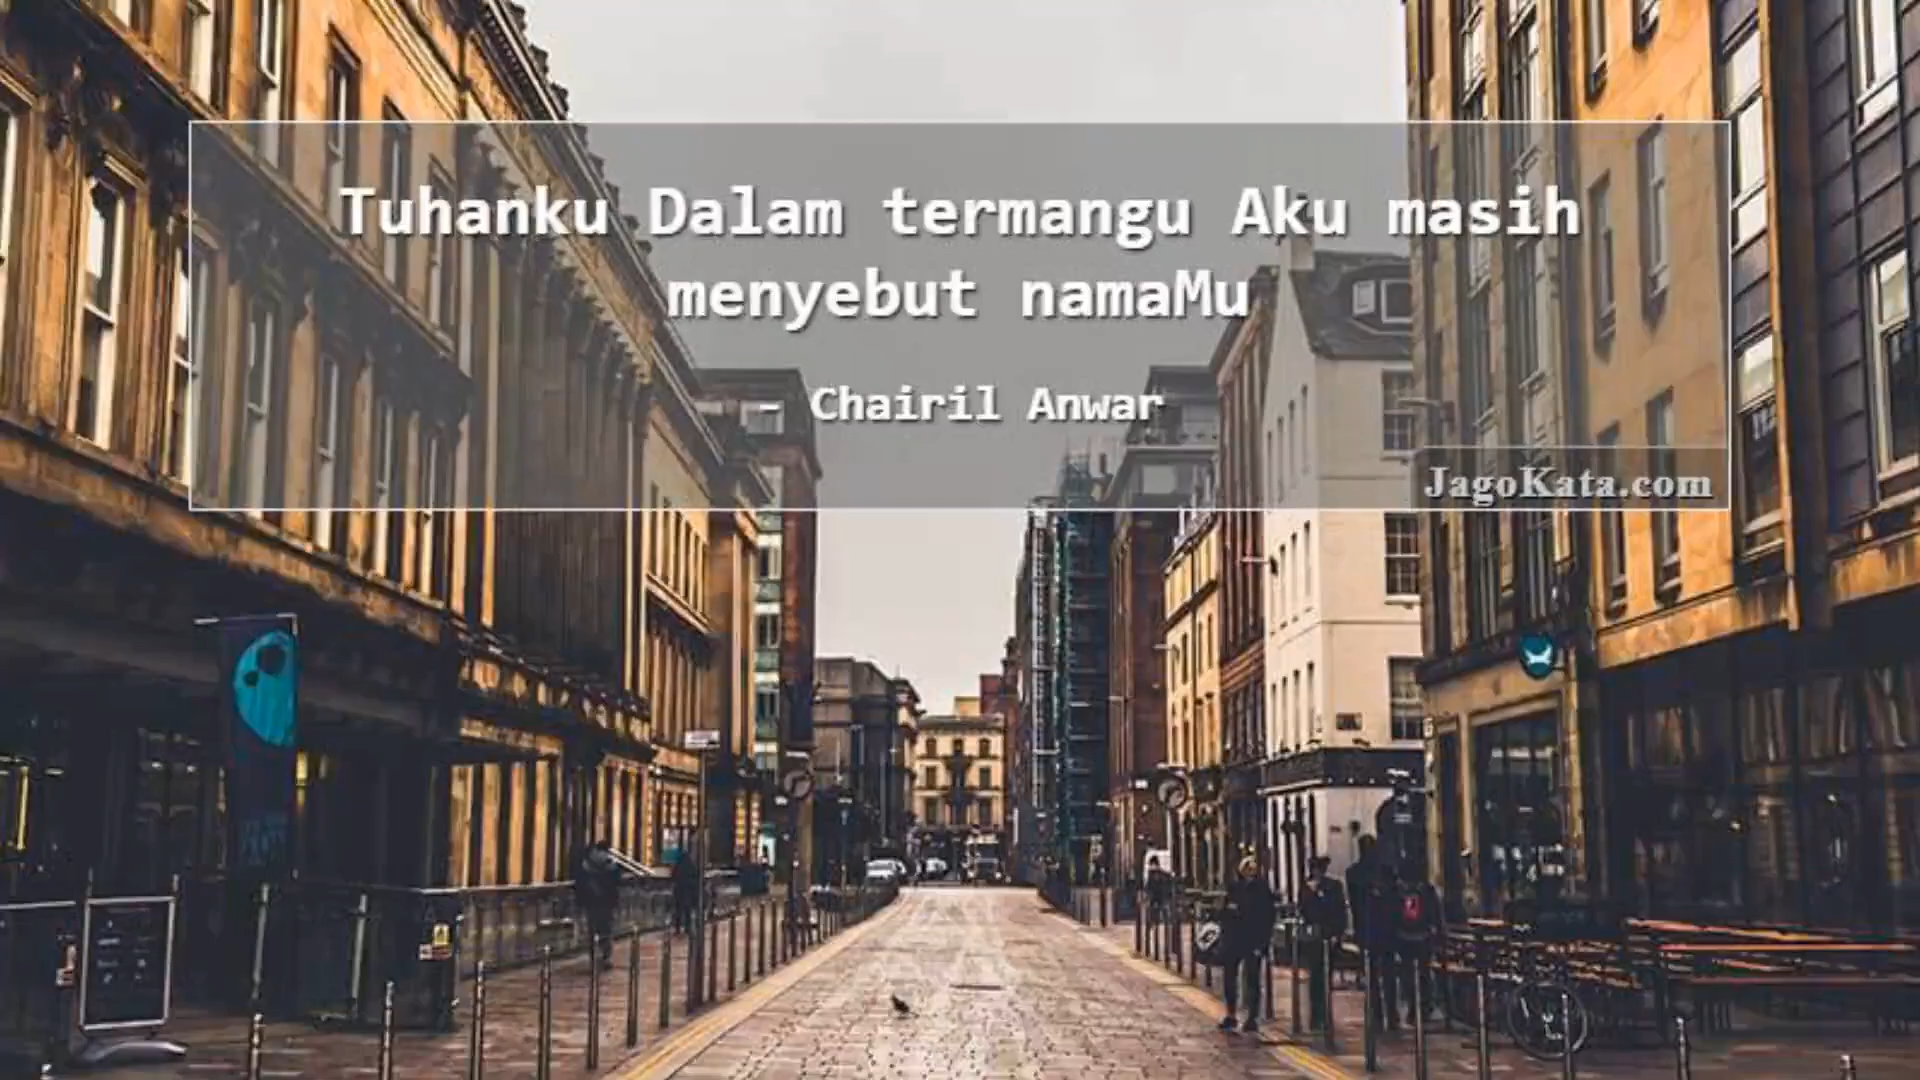 Tuhanku Dalam termangu Aku masih
menyebut namaMu
- Chairil Anwar
JagoKata.com